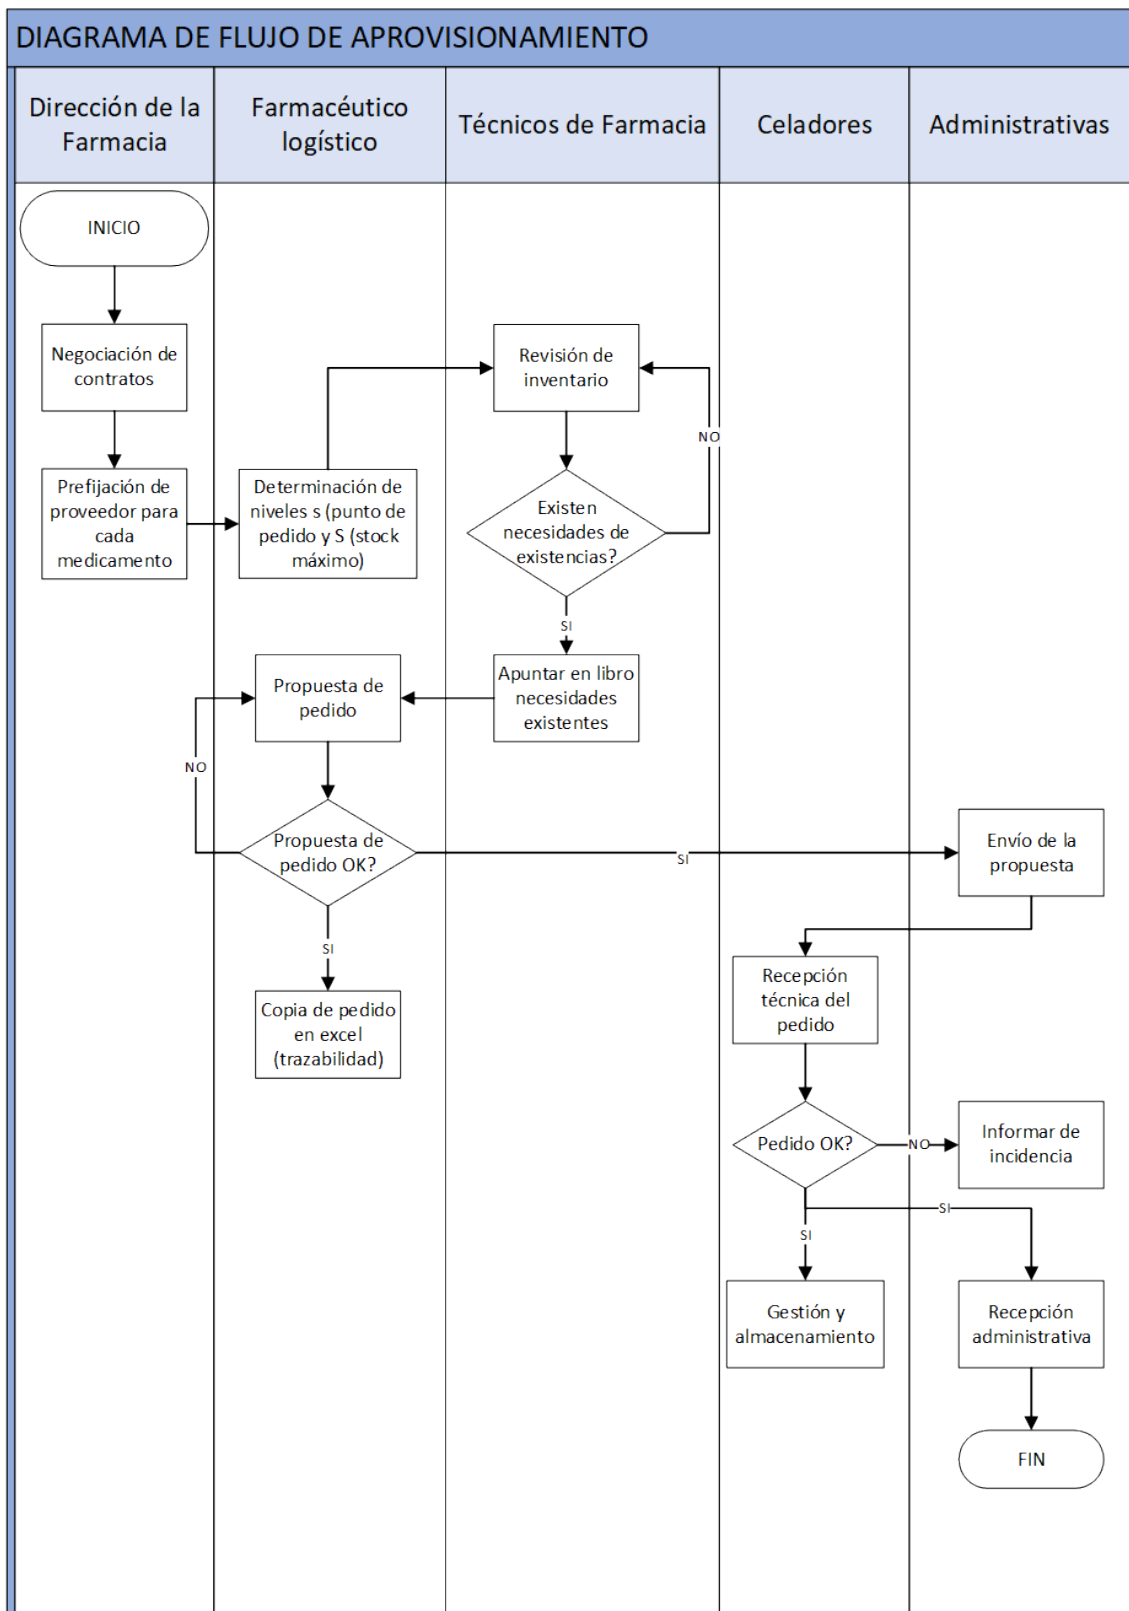 DIAGRAMA DE FLUJO DE APROVISIONAMIENTO
Dirección de la
Farmacia
Farmacéutico
logístico
Técnicos de Farmacia
Celadores
Administrativas
INICIO
Negociación de
contratos
Revisión de
inventario
NO
Prefijación de
proveedor para
cada
medicamento
Determinación de
niveles s (punto de
pedido y S (stock
máximo)
Existen
necesidades de
existencias?
SI
Propuesta de
pedido
Apuntar en libro
necesidades
existentes
NO
Propuesta de
pedido OK?
SI
Envío de la
propuesta
SI
Recepción
técnica del
pedido
Copia de pedido
en excel
(trazabilidad)
Pedido OK?
NO
Informar de
incidencia
SI
SI
Gestión y
almacenamiento
Recepción
administrativa
FIN